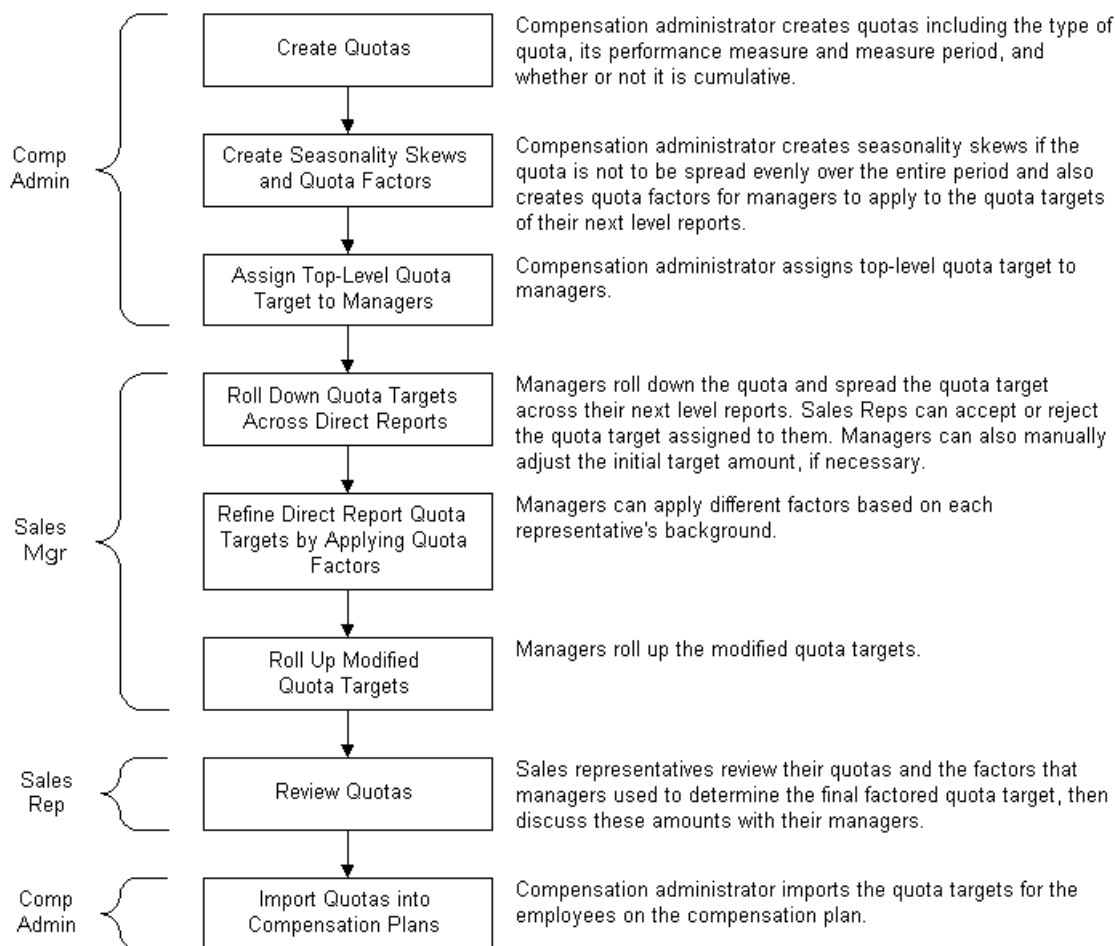 Create Quotas
Compensation administrator creates quotas including the type of
quota, its performance measure and measure period, and
whether or not it is cumulative.
Comp
Admin
Create Seasonality Skews
and Quota Factors
Compensation administrator creates seasonality skews if the
quota is not to be spread evenly over the entire period and also
creates quota factors for managers to apply to the quota targets
of their next level reports.
Assign Top-Level Quota
Target to Managers
Compensation administrator assigns top-level quota target to
managers.
Roll Down Quota Targets
Across Direct Reports
Managers roll down the quota and spread the quota target
across their next level reports. Sales Reps can accept or reject
the quota target assigned to them. Managers can also manually
adjust the initial target amount, if necessary.
Sales
Mgr
Refine Direct Report Quota
Targets by Applying Quota
Factors
Managers can apply different factors based on each
representative's background.
Roll Up Modified
Quota Targets
Managers roll up the modified quota targets.
Sales
Rep
Review Quotas
Sales representatives review their quotas and the factors that
managers used to determine the final factored quota target, then
discuss these amounts with their managers.
Comp
Admin
Import Quotas into
Compensation Plans
Compensation administrator imports the quota targets for the
employees on the compensation plan.